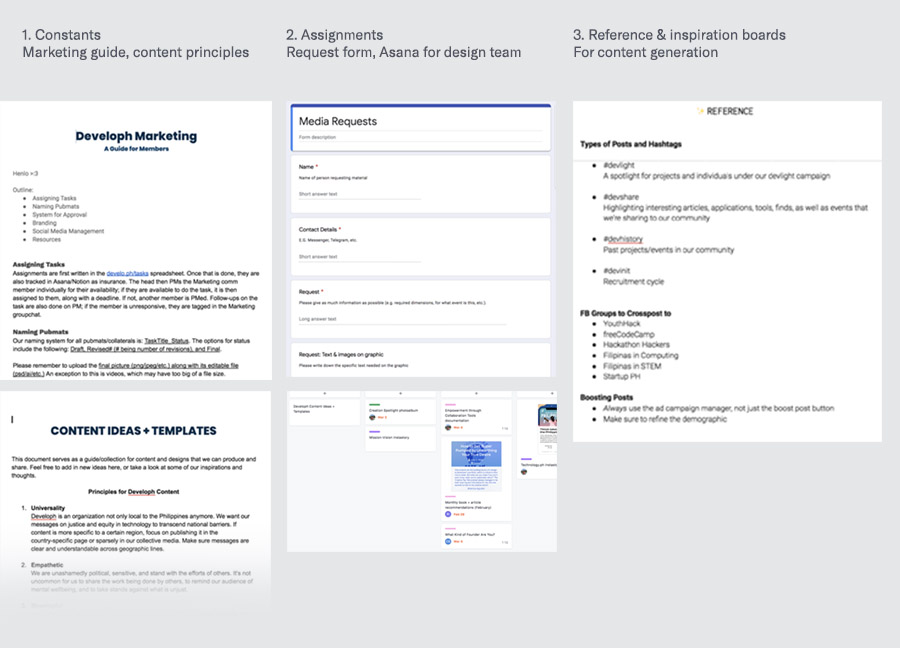 1. Constants
Marketing guide, content principles
2. Assignments
Request form, Asana for design team
3. Reference & inspiration boards
For content generation
Developh Marketing
A Guide for Members
Henlo <3
Outline:
● Assigning Tasks
● Naming Pubmats
● System for Approval
● Branding
● Social Media Management
● Resources
Assigning Tasks
Assignments are first written in the develo.ph/tasks spreadsheet. Once that is done, they are
also tracked in Asana/Notion as insurance. The head then PMs the Marketing comm
member individually for their availability; if they are available to do the task, it is then
assigned to them, along with a deadline. If not, another member is PMed. Follow-ups on the
task are also done on PM; if the member is unresponsive, they are tagged in the Marketing
groupchat.
Naming Pubmats
Our naming system for all pubmats/collaterals is: TaskTitle_Status. The options for status
include the following: Draft, Revised# (# being number of revisions), and Final.
Please remember to upload the final picture (png/jpeg/etc.) along with its editable file
(psd/ai/etc.) An exception to this is videos, which may have too big of a file size.
CONTENT IDEAS + TEMPLATES
This document serves as a guide/collection for content and designs that we can produce and
share. Feel free to add in new ideas here, or take a look at some of our inspirations and
thoughts.
Principles for Developh Content
1. Universality
Developh is an organization not only local to the Philippines anymore. We want our
messages on justice and equity in technology to transcend national barriers. If
content is more specific to a certain region, focus on publishing it in the
country-specific page or sparsely in our collective media. Make sure messages are
clear and understandable across geographic lines.
2. Empathetic
We are unashamedly political, sensitive, and stand with the efforts of others. It's not
uncommon for us to share the work being done by others, to remind our audience of
mental wellbeing, and to take stands against what is unjust.
Media Requests
Form description
Name *
Name of person requesting material
Short answer text
Contact Details *
E.G. Messenger, Telegram, etc.
Short answer text
Request *
Please give as much information as possible (e.g. required dimensions, for what event is this, etc.).
Long answer text
Request: Text & Images on graphic
Please write down the specific text needed on the graphic
Developh Content Ideas +
Templates
Creation Spotlight photoalbum
Mission Vision
Empowerment through
Collaboration Tools
documentation
Monthly book + article
recommendations (February)
What Kind of Founder Are You?
Technology.ph
✨ REFERENCE
Types of Posts and Hashtags
● #devlight
A spotlight for projects and individuals under our devlight campaign
● #devshare
Highlighting interesting articles, applications, tools, finds, as well as events that
we're sharing to our community
● #devhistory
Past projects/events in our community
● #devinit
Recruitment cycle
FB Groups to Crosspost to
● YouthHack
● freeCodeCamp
● Hackathon Hackers
● Filipinas in Computing
● Filipinas in STEM
● Startup PH
Boosting Posts
● Always use the ad campaign manager, not just the boost post button
● Make sure to refine the demographic